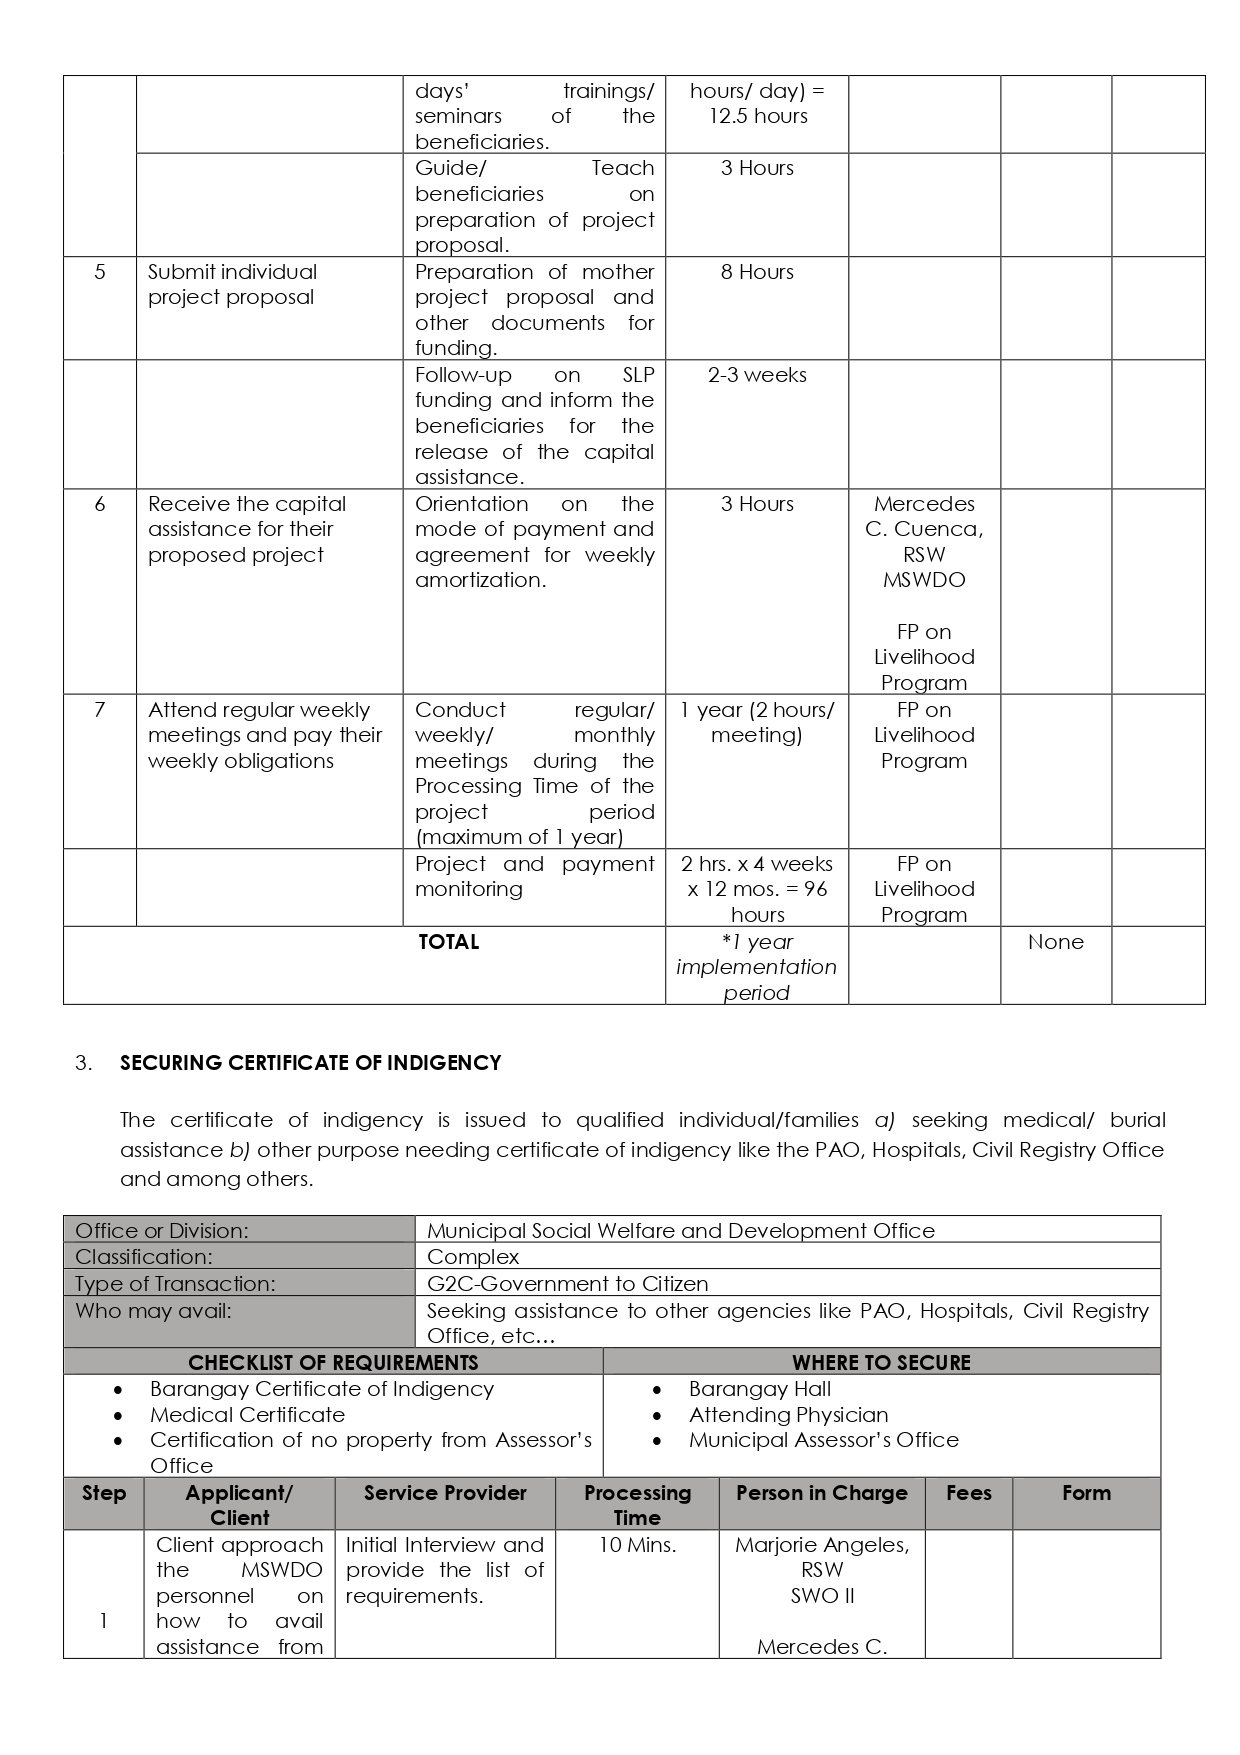 days’ trainings/
seminars of the
beneficiaries.
hours/ day) =
12.5 hours
Guide/ Teach
beneficiaries on
preparation of project
proposal.
3 Hours
5
Submit individual
project proposal
Preparation of mother
project proposal and
other documents for
funding.
8 Hours
Follow-up on SLP
funding and inform the
beneficiaries for the
release of the capital
assistance.
2-3 weeks
6
Receive the capital
assistance for their
proposed project
Orientation on the
mode of payment and
agreement for weekly
amortization.
3 Hours
Mercedes
C. Cuenca,
RSW
MSWDO
FP on
Livelihood
Program
7
Attend regular weekly
meetings and pay their
weekly obligations
Conduct regular/
weekly/ monthly
meetings during the
Processing Time of the
project period
(maximum of 1 year)
1 year (2 hours/
meeting)
FP on
Livelihood
Program
Project and payment
monitoring
2 hrs. x 4 weeks
x 12 mos. = 96
hours
FP on
Livelihood
Program
TOTAL
*1 year
implementation
period
None
3. SECURING CERTIFICATE OF INDIGENCY
The certificate of indigency is issued to qualified individual/families a) seeking medical/ burial
assistance b) other purpose needing certificate of indigency like the PAO, Hospitals, Civil Registry Office
and among others.
Office or Division:
Municipal Social Welfare and Development Office
Classification:
Complex
Type of Transaction:
G2C-Government to Citizen
Who may avail:
Seeking assistance to other agencies like PAO, Hospitals, Civil Registry
Office, etc…
CHECKLIST OF REQUIREMENTS
WHERE TO SECURE
• Barangay Certificate of Indigency
• Medical Certificate
• Certification of no property from Assessor’s
Office
• Barangay Hall
• Attending Physician
• Municipal Assessor’s Office
Step
Applicant/
Client
Service Provider
Processing
Time
Person in Charge
Fees
Form
1
Client approach
the MSWDO
personnel on
how to avail
assistance from
Initial Interview and
provide the list of
requirements.
10 Mins.
Marjorie Angeles,
RSW
SWO II
Mercedes C.